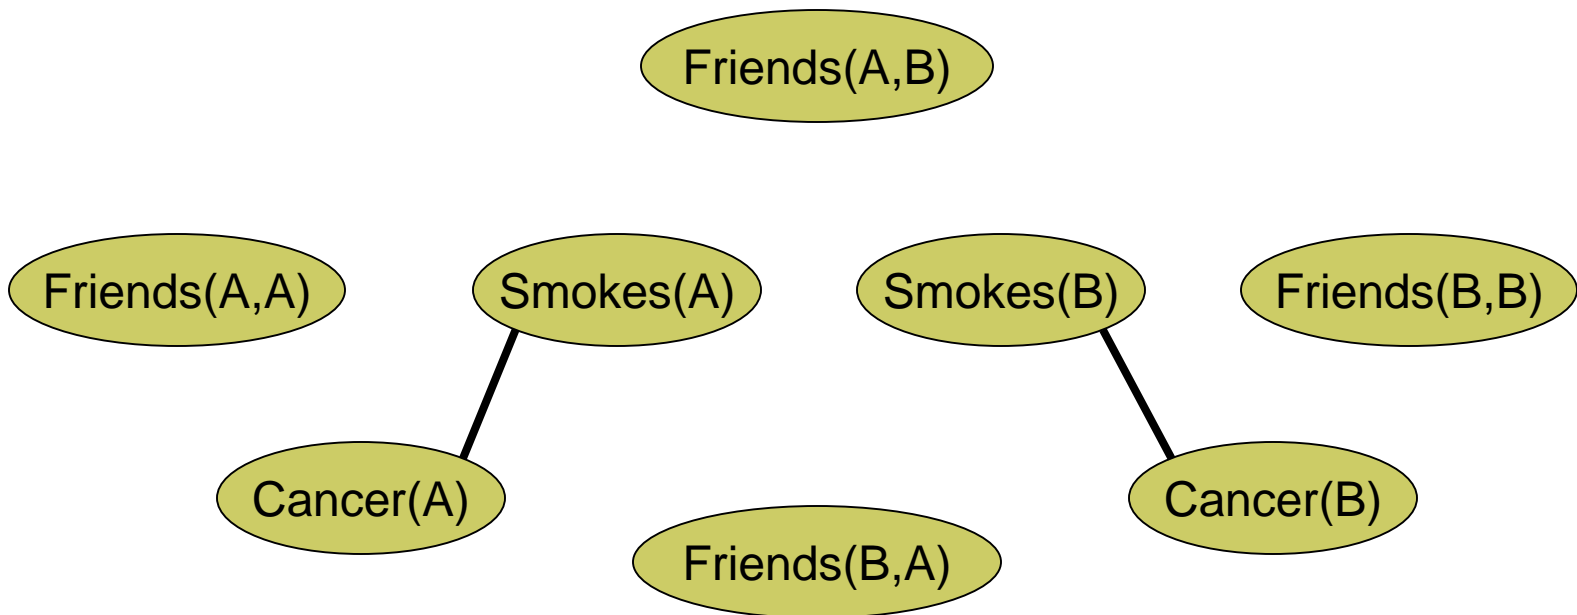 Friends(A,B)
Friends(A,A)
Smokes(A)
Smokes(B)
Friends(B,B)
Cancer(A)
Cancer(B)
Friends(B,A)